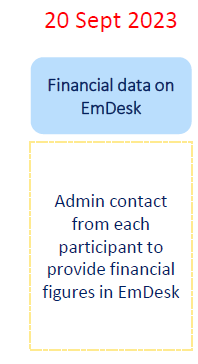 20 Sept 2023
Financial data on
EmDesk
Admin contact
from each
participant to
provide financial
figures in EmDesk